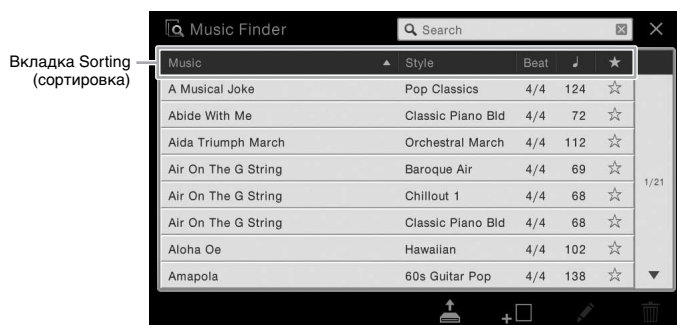 Music Finder
Search
Вкладка Sorting
(сортировка)
Music Style Beat ♩ ★
A Musical Joke Pop Classics 4/4 124 ☆
Abide With Me Classic Piano Bld 4/4 72 ☆
Aida Triumph March Orchestral March 4/4 112 ☆
Air On The G String Baroque Air 4/4 69 ☆
Air On The G String Chillout 1 4/4 68 ☆
Air On The G String Classic Piano Bld 4/4 68 ☆
Aloha Oe Hawaiian 4/4 102 ☆
Amapola 60s Guitar Pop 4/4 138 ☆
1/21